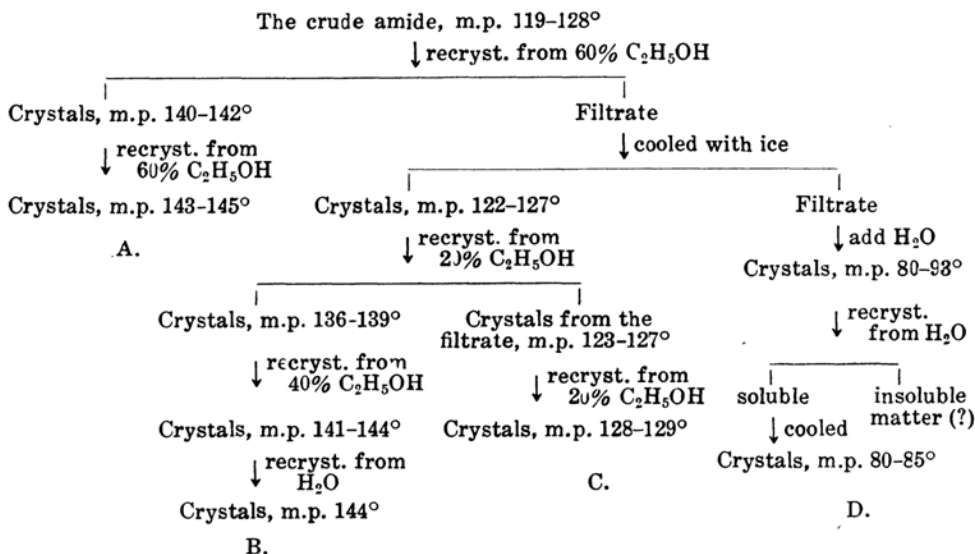 The crude amide, m.p. 119–128°
recryst. from 60% C₂H₅OH
Crystals, m.p. 140–142°
Filtrate
recryst. from
60% C₂H₅OH
cooled with ice
Crystals, m.p. 143–145°
Crystals, m.p. 122–127°
Filtrate
A.
recryst. from
20% C₂H₅OH
add H₂O
Crystals, m.p. 80–93°
Crystals, m.p. 136–139°
Crystals from the
filtrate, m.p. 123–127°
recryst.
from H₂O
recryst. from
40% C₂H₅OH
recryst. from
20% C₂H₅OH
soluble
insoluble
matter (?)
Crystals, m.p. 141–144°
Crystals, m.p. 128–129°
cooled
recryst. from
H₂O
Crystals, m.p. 80–85°
C.
Crystals, m.p. 144°
D.
B.